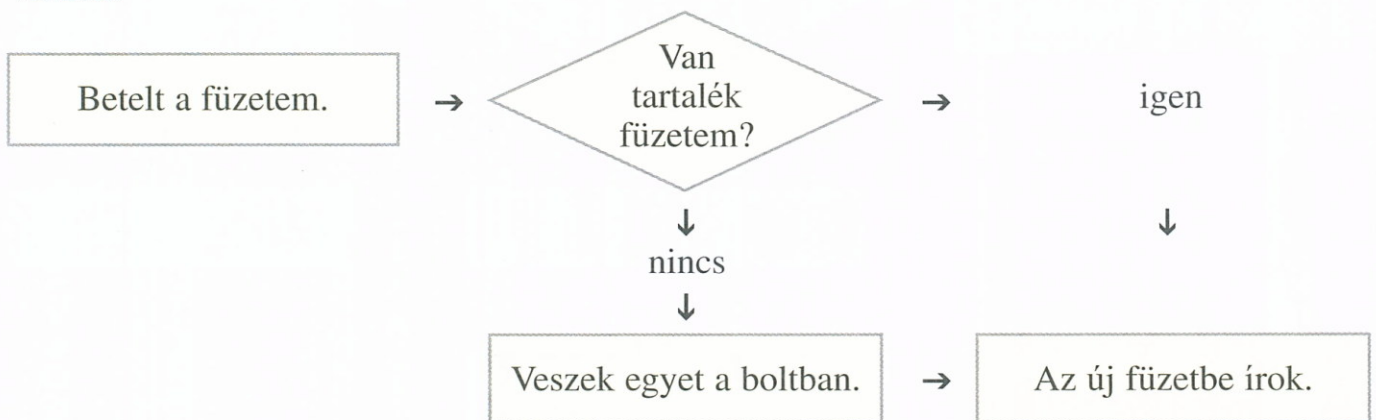 Betelt a füzetem.
→
Van
tartalék
füzetem?
→
igen
↓
nincs
↓
↓
Veszek egyet a boltban.
→
Az új füzetbe írok.